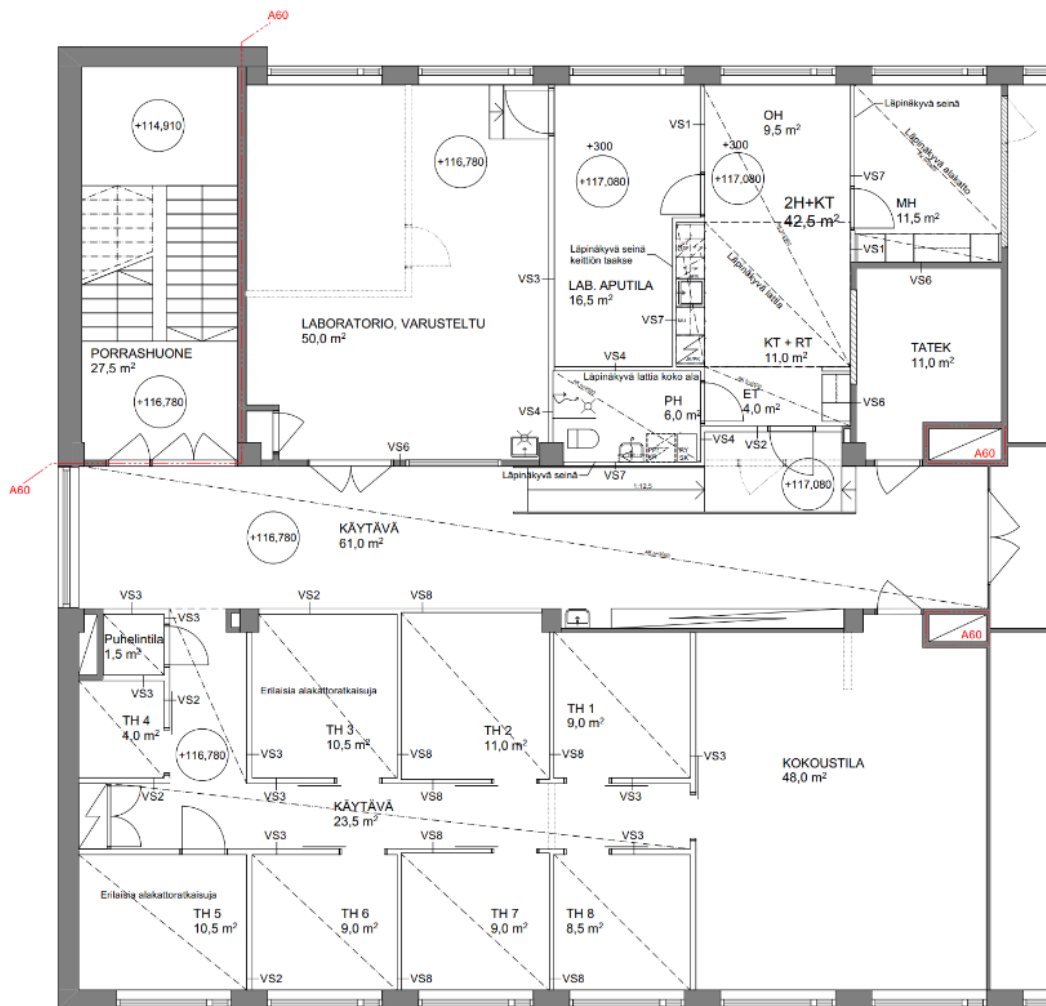 A60
+114,910
+116,780
VS1
+300
+117,080
OH
9,5 m²
+300
+117,080
Läpinäkyvä seinä
Läpinäkyvä alakatto
VS7
MH
11,5 m²
2H+KT
42,5 m²
VS1
VS6
Läpinäkyvä seinä
keittiön taakse
VS3
LAB. APUTILA
16,5 m²
Läpinäkyvä lattia
VS7
LABORATORIO, VARUSTELTU
50,0 m²
KT + RT
11,0 m²
TATEK
11,0 m²
PORRASHUONE
27,5 m²
VS4
Läpinäkyvä lattia koko ala
+116,780
PH
6,0 m²
ET
4,0 m²
VS6
VS4
VS4
VS2
VS6
A60
Läpinäkyvä seinä
VS7
A60
1:12,5
+117,080
KÄYTÄVÄ
61,0 m²
+116,780
VS3
VS2
VS8
VS3
Puhelintila
1,5 m²
A60
VS3
VS2
Erilaisia alakattoratkaisuja
TH 4
4,0 m²
TH 3
10,5 m²
TH 2
11,0 m²
TH 1
9,0 m²
+116,780
VS3
VS8
VS8
VS3
KOKOUSTILA
48,0 m²
VS2
VS8
VS3
KÄYTÄVÄ
23,5 m²
VS3
VS8
VS3
Erilaisia alakattoratkaisuja
TH 5
10,5 m²
TH 6
9,0 m²
TH 7
9,0 m²
TH 8
8,5 m²
VS2
VS8
VS8